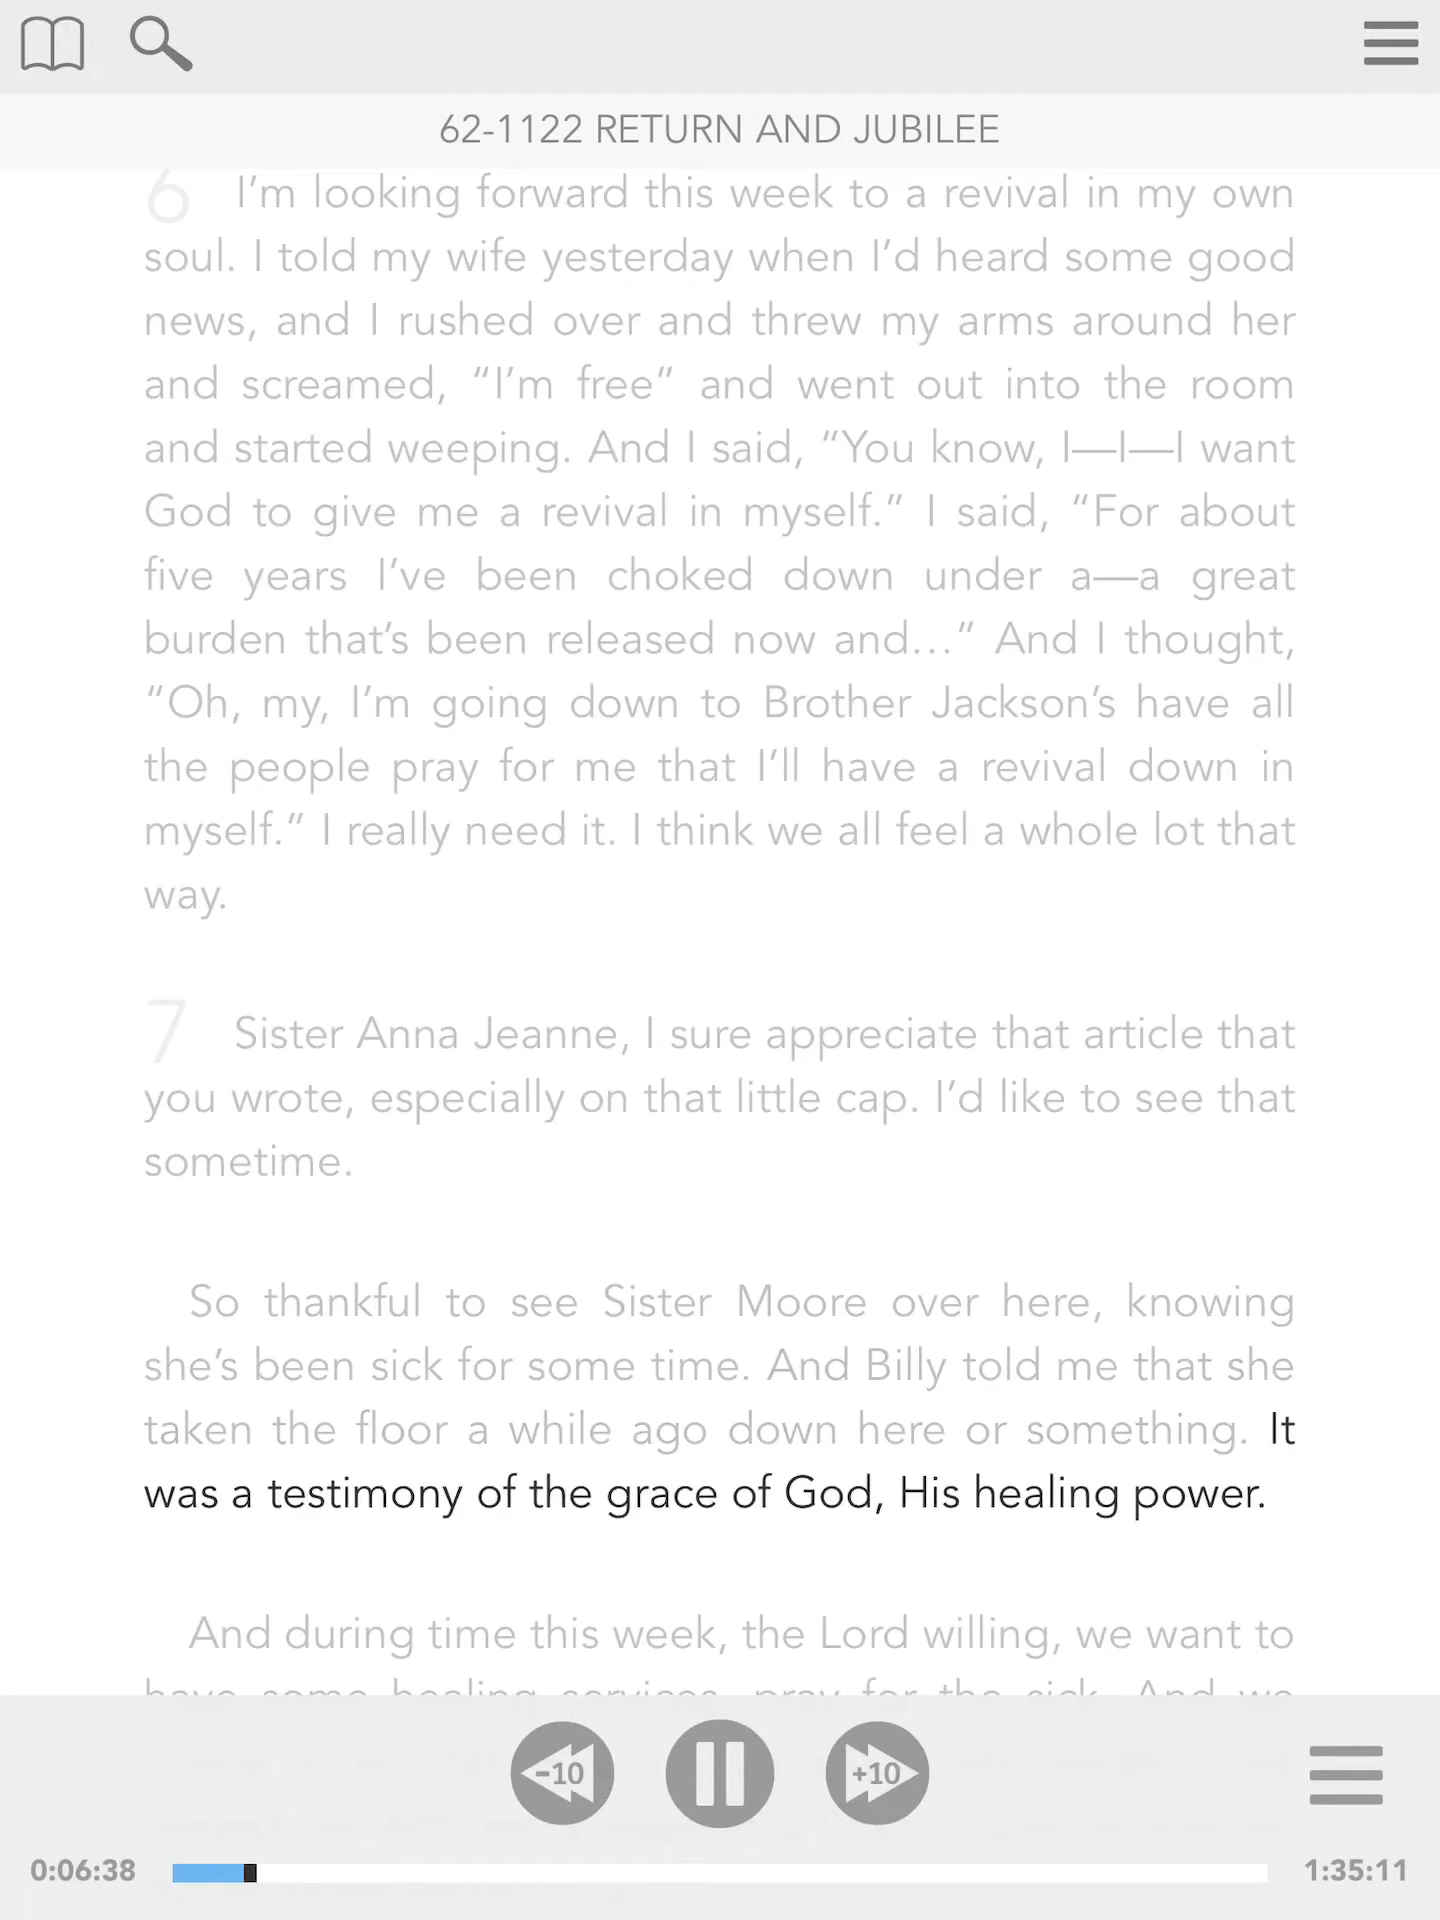 62-1122 RETURN AND JUBILEE
6 I’m looking forward this week to a revival in my own
soul. I told my wife yesterday when I’d heard some good
news, and I rushed over and threw my arms around her
and screamed, “I’m free” and went out into the room
and started weeping. And I said, “You know, I—I—I want
God to give me a revival in myself.” I said, “For about
five years I’ve been choked down under a—a great
burden that’s been released now and…” And I thought,
“Oh, my, I’m going down to Brother Jackson’s have all
the people pray for me that I’ll have a revival down in
myself.” I really need it. I think we all feel a whole lot that
way.
7 Sister Anna Jeanne, I sure appreciate that article that
you wrote, especially on that little cap. I’d like to see that
sometime.
So thankful to see Sister Moore over here, knowing
she’s been sick for some time. And Billy told me that she
taken the floor a while ago down here or something. It
was a testimony of the grace of God, His healing power.
And during time this week, the Lord willing, we want to
have some healing services, pray for the sick. And we
-10 +10
0:06:38 1:35:11